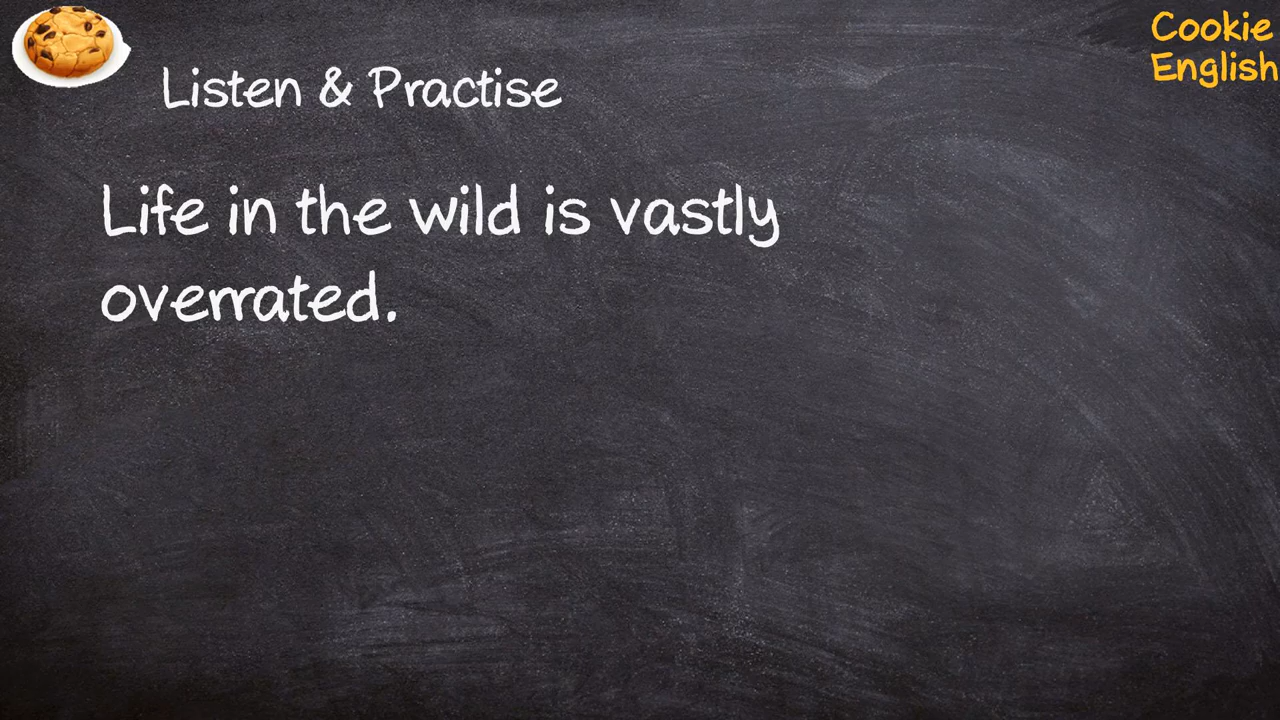 Cookie
English
Listen & Practise
Life in the wild is vastly
overrated.